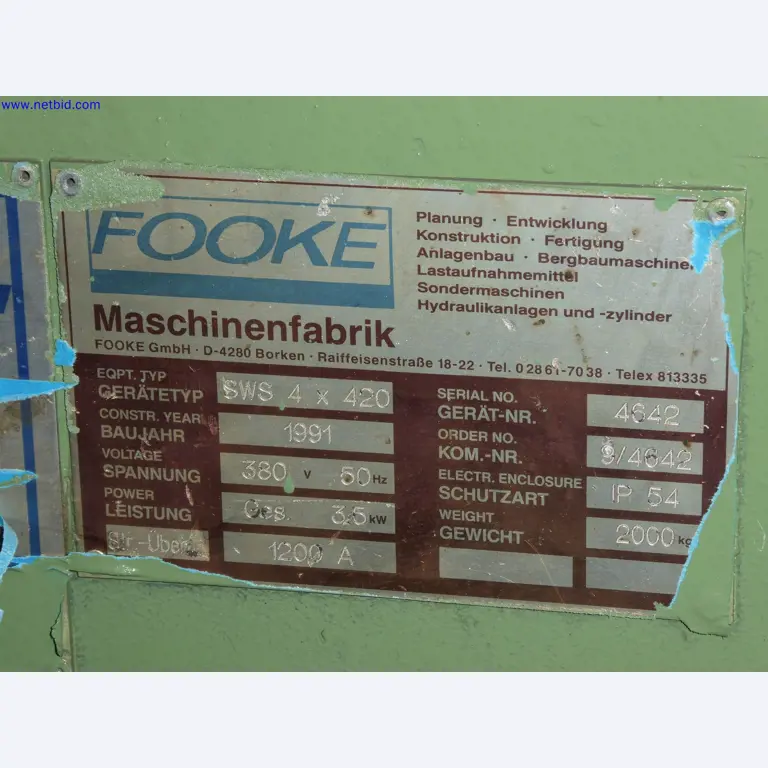 www.netbid.com
FOOKE
Planung · Entwicklung
Konstruktion · Fertigung
Anlagenbau · Bergbaumaschinen
Lastaufnahmemittel
Sondermaschinen
Hydraulikanlagen und -zylinder
Maschinenfabrik
FOOKE GmbH · D-4280 Borken · Raiffeisenstraße 18-22 · Tel. 02861-7038 · Telex 813335
EQPT. TYP
GERÄTETYP SWS 4 x 420
CONSTR. YEAR
BAUJAHR 1991
VOLTAGE
SPANNUNG 380 V 50 Hz
POWER
LEISTUNG Ges. 3,5 kW
1200 A
SERIAL NO.
GERÄT-NR. 4642
ORDER NO.
KOM.-NR. 9/4642
ELECTR. ENCLOSURE
SCHUTZART IP 54
WEIGHT
GEWICHT 2000 kg